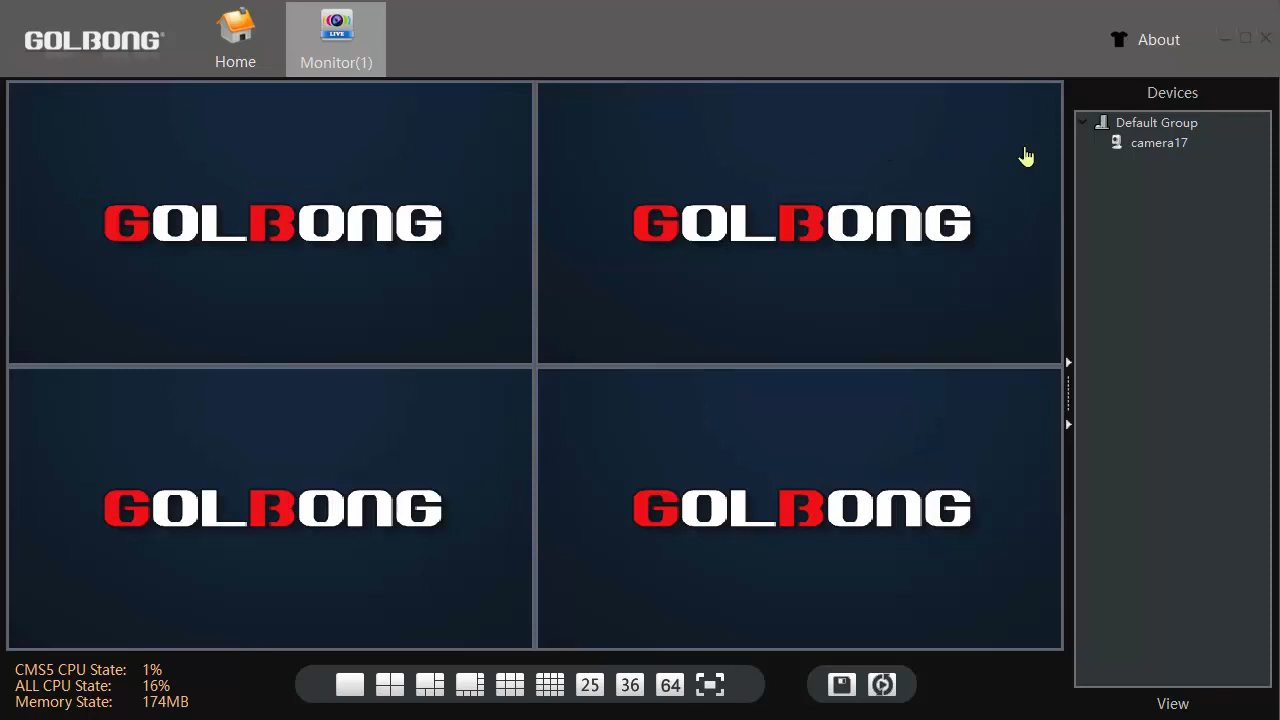 GOLBONG®
Home
LIVE
Monitor(1)
About
GOLBONG
GOLBONG
GOLBONG
GOLBONG
Devices
Default Group
camera17
CMS5 CPU State: 1%
ALL CPU State: 16%
Memory State: 174MB
25
36
64
View